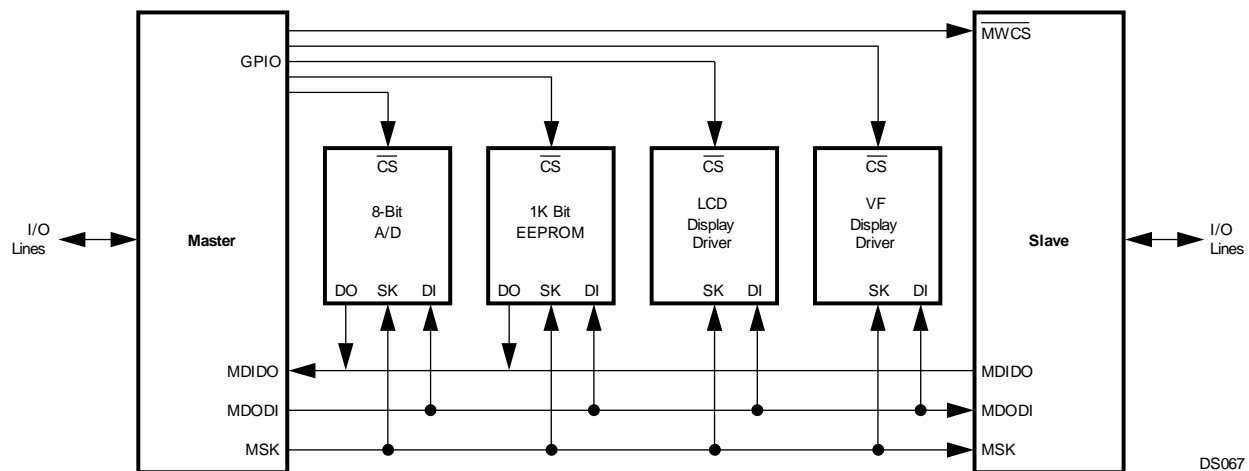 MWCS
GPIO
CS CS CS CS
8-Bit
A/D
1K Bit
EEPROM
LCD
Display
Driver
VF
Display
Driver
I/O
Lines
Master
Slave
I/O
Lines
DO SK DI DO SK DI SK DI SK DI
MDIDO MDIDO
MDODI MDODI
MSK MSK
DS067